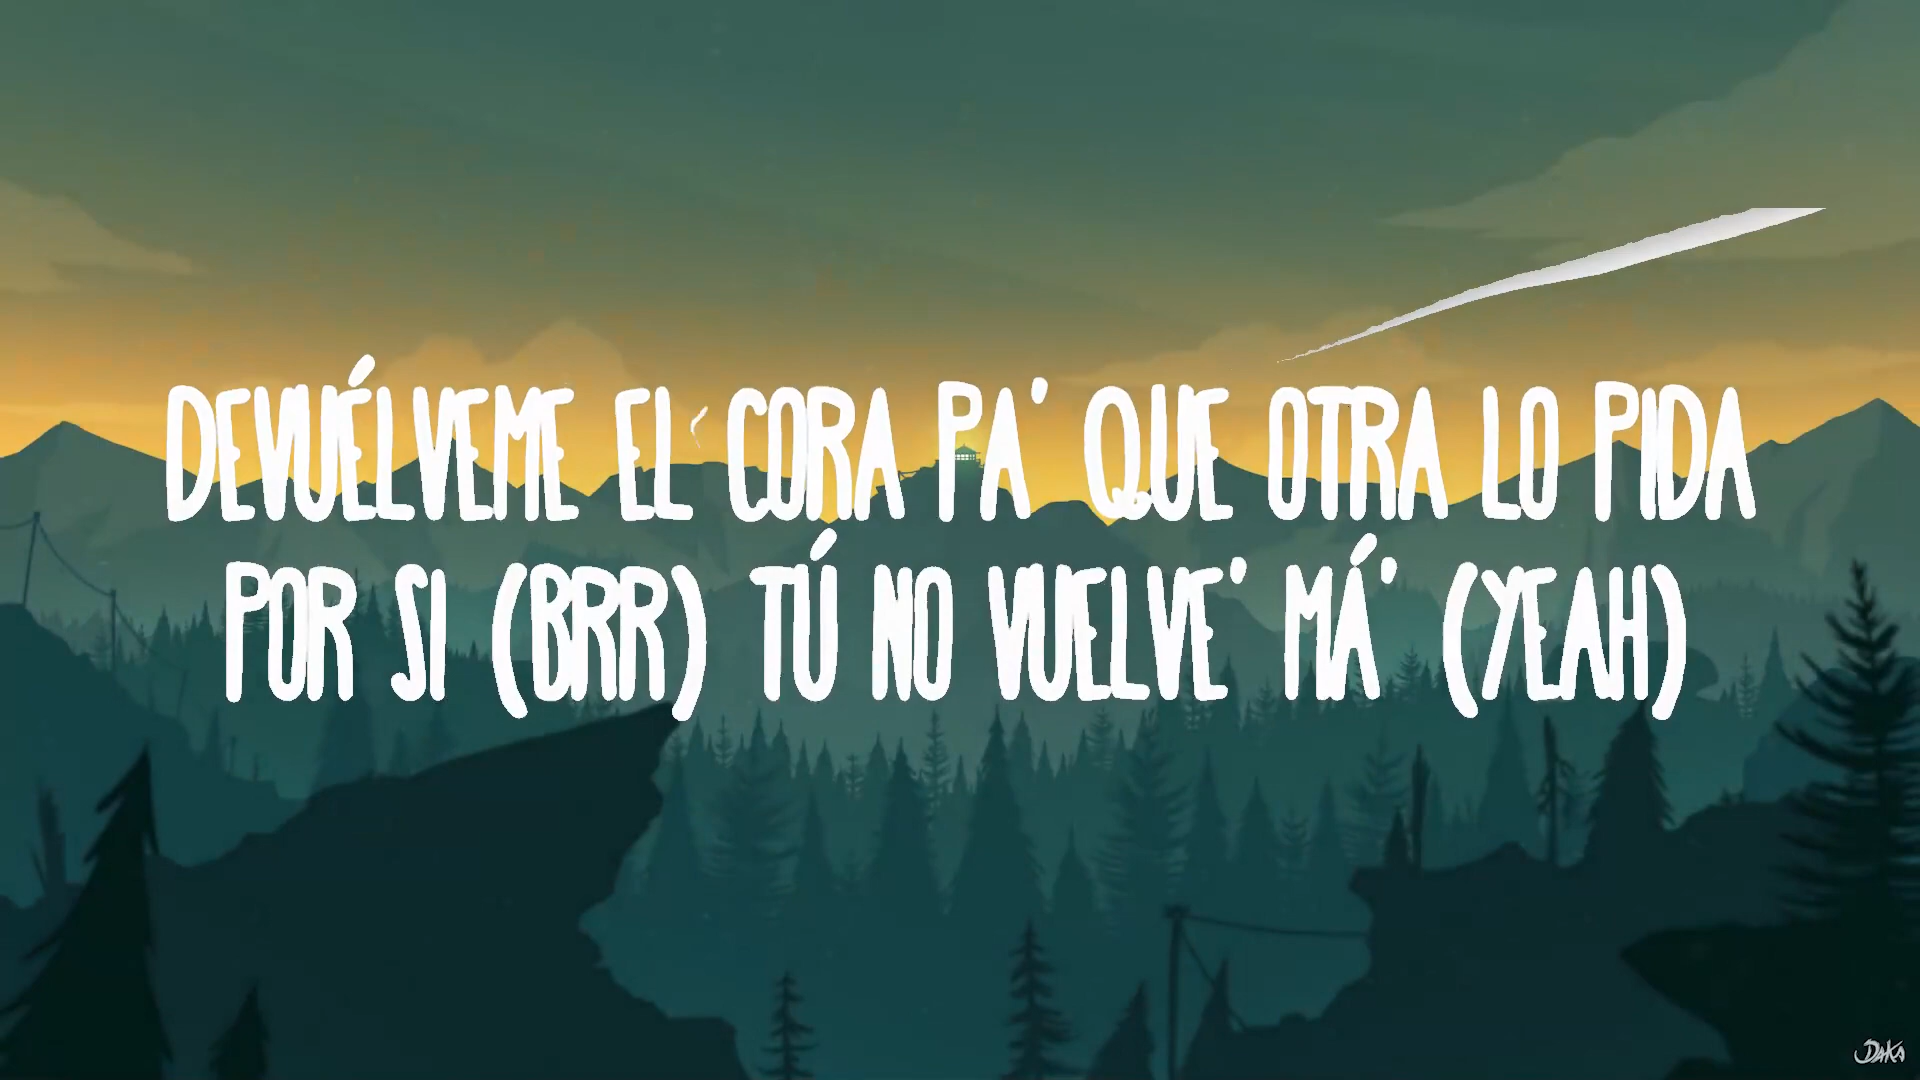 DEVUÉLVEME EL CORA PA' QUE OTRA LO PIDA
POR SI (BRR) TÚ NO VUELVE' MÁ' (YEAH)
DAKA